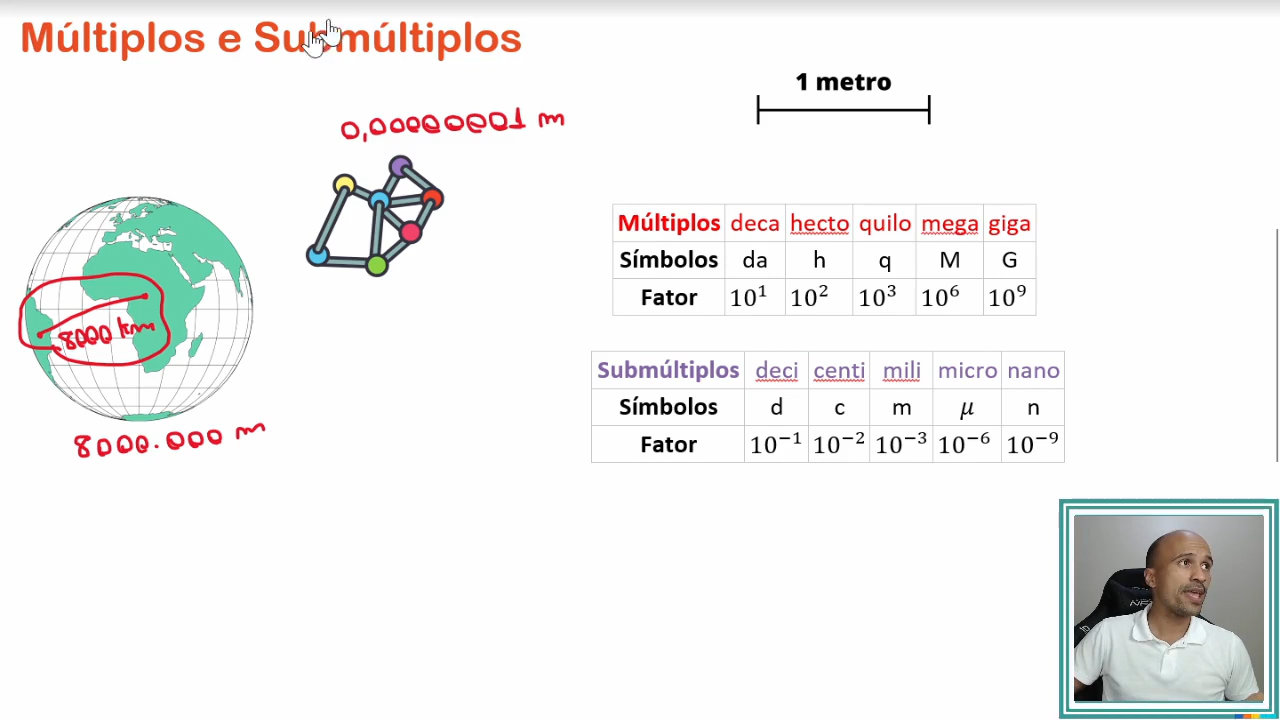 Múltiplos e Submúltiplos
1 metro
0,000000001 m
Múltiplos deca hecto quilo mega giga
Símbolos da h q M G
Fator 10¹ 10² 10³ 10⁶ 10⁹
8000 km
8000.000 m
Submúltiplos deci centi mili micro nano
Símbolos d c m μ n
Fator 10⁻¹ 10⁻² 10⁻³ 10⁻⁶ 10⁻⁹